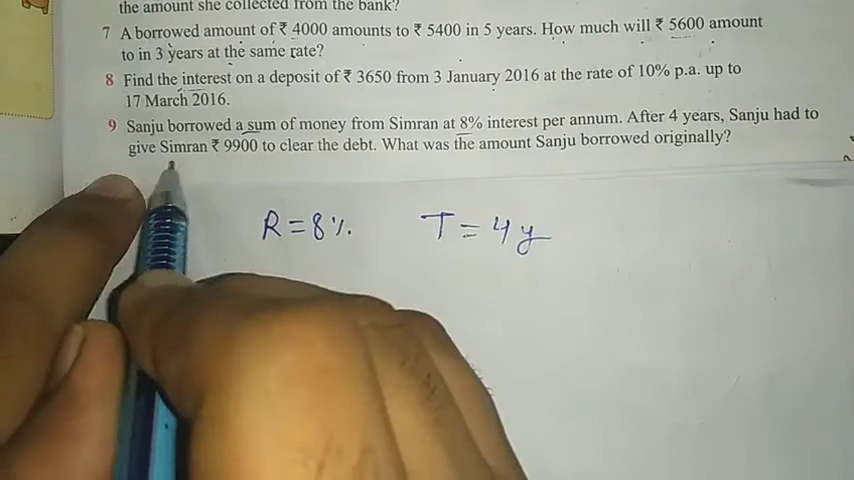 the amount she collected from the bank?
7 A borrowed amount of ₹ 4000 amounts to ₹ 5400 in 5 years. How much will ₹ 5600 amount
to in 3 years at the same rate?
8 Find the interest on a deposit of ₹ 3650 from 3 January 2016 at the rate of 10% p.a. up to
17 March 2016.
9 Sanju borrowed a sum of money from Simran at 8% interest per annum. After 4 years, Sanju had to
give Simran ₹ 9900 to clear the debt. What was the amount Sanju borrowed originally?
R = 8% T = 4 y